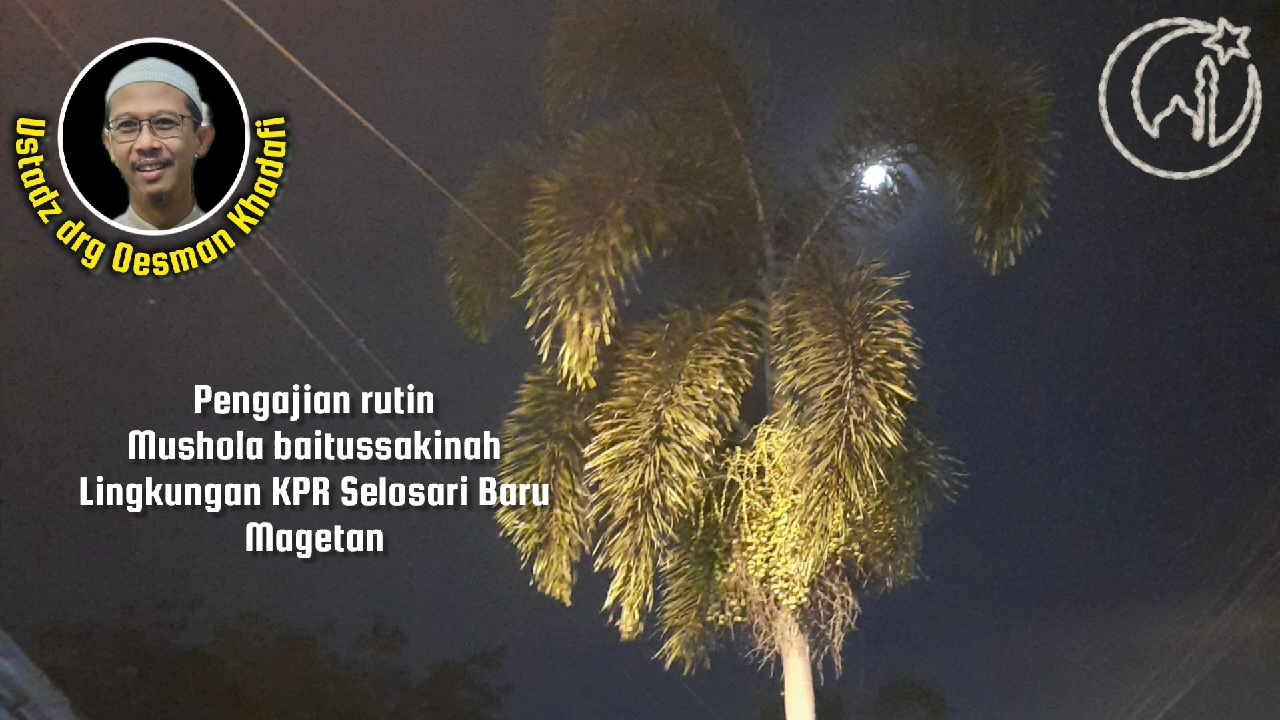 Ustadz drg Oesman Khadafi
Pengajian rutin
Mushola baitussakinah
Lingkungan KPR Selosari Baru
Magetan